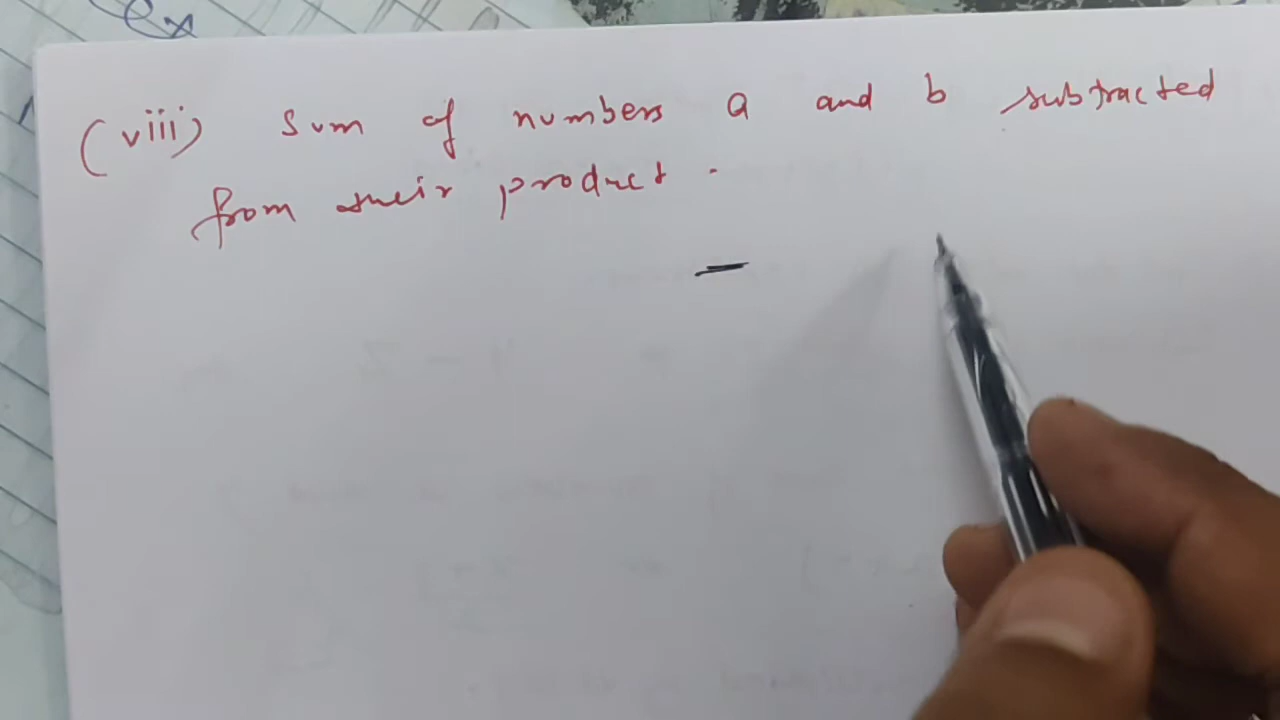 (viii) Sum of numbers a and b subtracted
from their product.